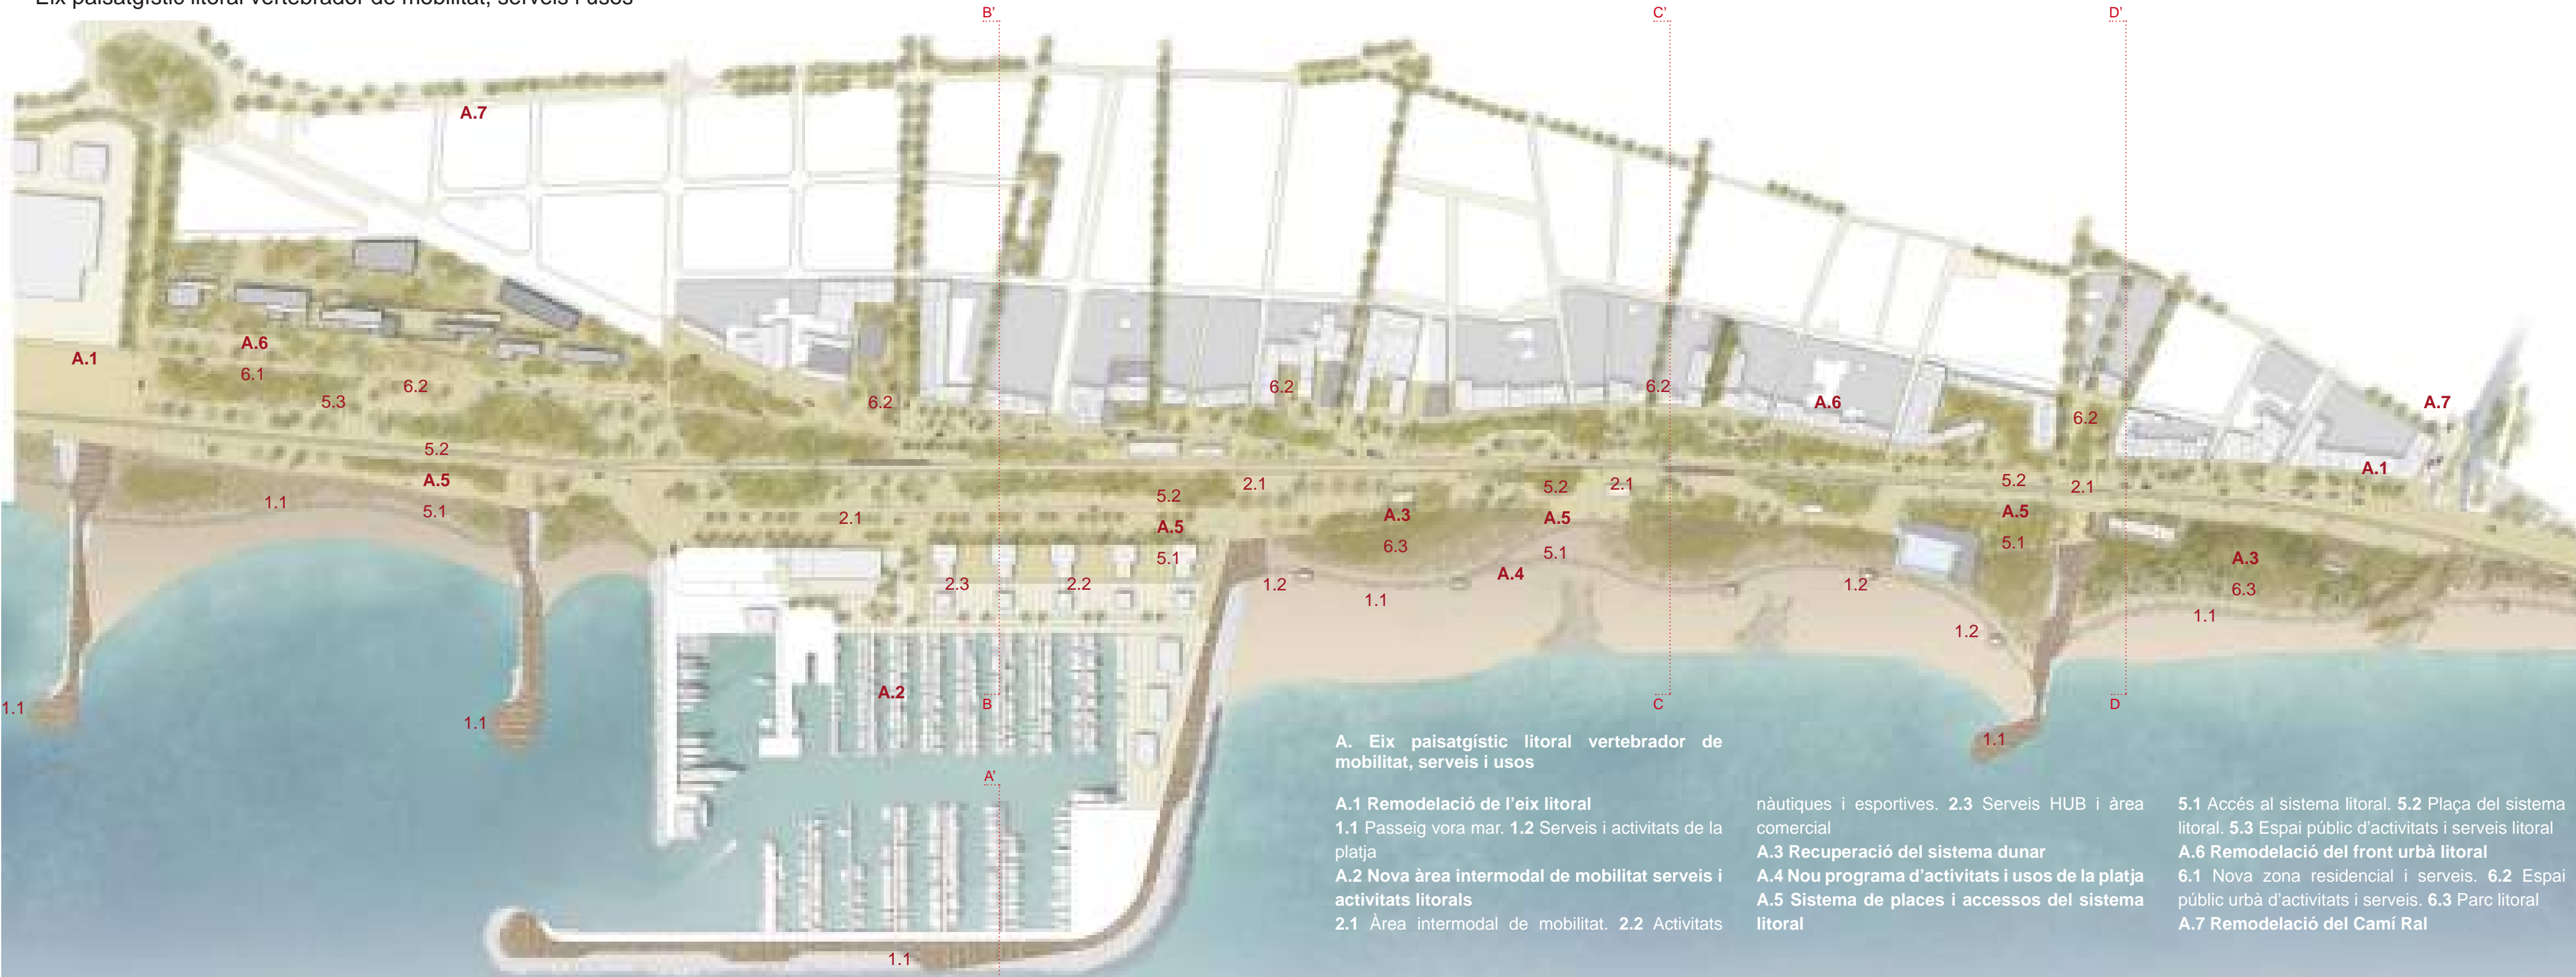 Eix paisatgístic litoral vertebrador de mobilitat, serveis i usos
B'
C'
D'
A.7
A.6
A.1
6.1
6.2
5.3
6.2
6.2
6.2
A.6
6.2
A.7
A.1
5.2
A.5
1.1
5.1
2.1
5.2
2.1
A.5
5.1
A.3
6.3
5.2
2.1
A.5
5.1
A.4
5.2
2.1
A.5
5.1
A.3
6.3
1.1
2.3
2.2
1.2
1.1
1.2
1.2
A.2
B
C
D
1.1
1.1
1.1
A'
1.1
A. Eix paisatgístic litoral vertebrador de
mobilitat, serveis i usos
A.1 Remodelació de l'eix litoral
1.1 Passeig vora mar. 1.2 Serveis i activitats de la
platja
A.2 Nova àrea intermodal de mobilitat serveis i
activitats litorals
2.1 Àrea intermodal de mobilitat. 2.2 Activitats
nàutiques i esportives. 2.3 Serveis HUB i àrea
comercial
A.3 Recuperació del sistema dunar
A.4 Nou programa d'activitats i usos de la platja
A.5 Sistema de places i accessos del sistema
litoral
5.1 Accés al sistema litoral. 5.2 Plaça del sistema
litoral. 5.3 Espai públic d'activitats i serveis litoral
A.6 Remodelació del front urbà litoral
6.1 Nova zona residencial i serveis. 6.2 Espai
públic urbà d'activitats i serveis. 6.3 Parc litoral
A.7 Remodelació del Camí Ral